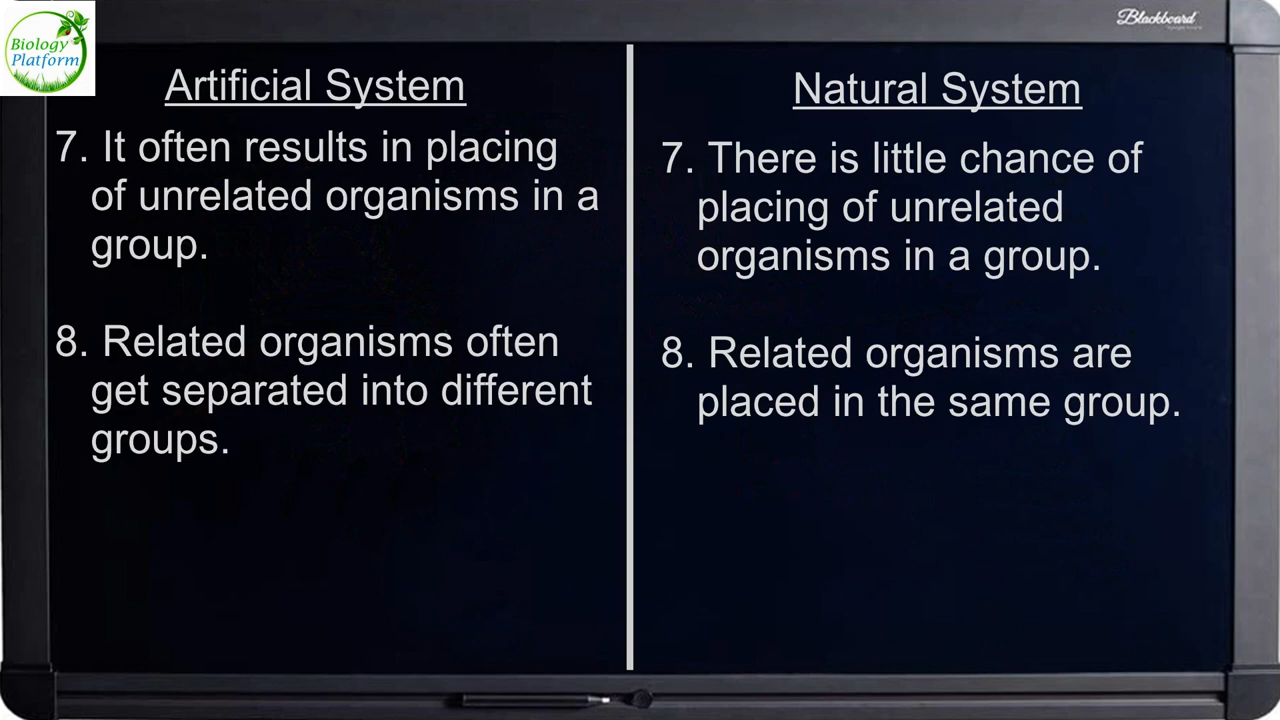 Biology
Platform
Blackboard
Artificial System
7. It often results in placing
of unrelated organisms in a
group.
8. Related organisms often
get separated into different
groups.
Natural System
7. There is little chance of
placing of unrelated
organisms in a group.
8. Related organisms are
placed in the same group.